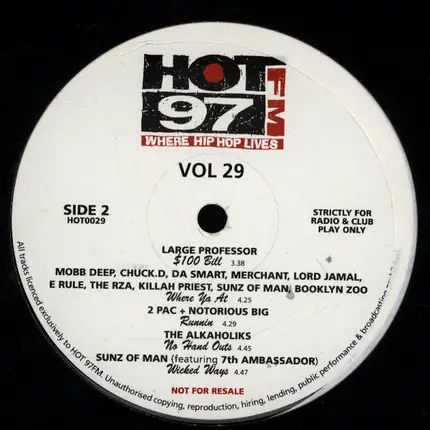 HOT FM
97
WHERE HIP HOP LIVES
VOL 29
SIDE 2
HOT0029
STRICTLY FOR
RADIO & CLUB
PLAY ONLY
LARGE PROFESSOR
$100 Bill 3.38
MOBB DEEP, CHUCK.D, DA SMART, MERCHANT, LORD JAMAL,
E RULE, THE RZA, KILLAH PRIEST, SUNZ OF MAN, BOOKLYN ZOO
Where Ya At 4.25
2 PAC + NOTORIOUS BIG
Runnin 4.29
THE ALKAHOLIKS
No Hand Outs 4.45
SUNZ OF MAN (featuring 7th AMBASSADOR)
Wicked Ways 4.47
NOT FOR RESALE
All tracks licenced exclusively to HOT 97FM. Unauthorised copying, reproduction, hiring, lending, public performance & broadcasting